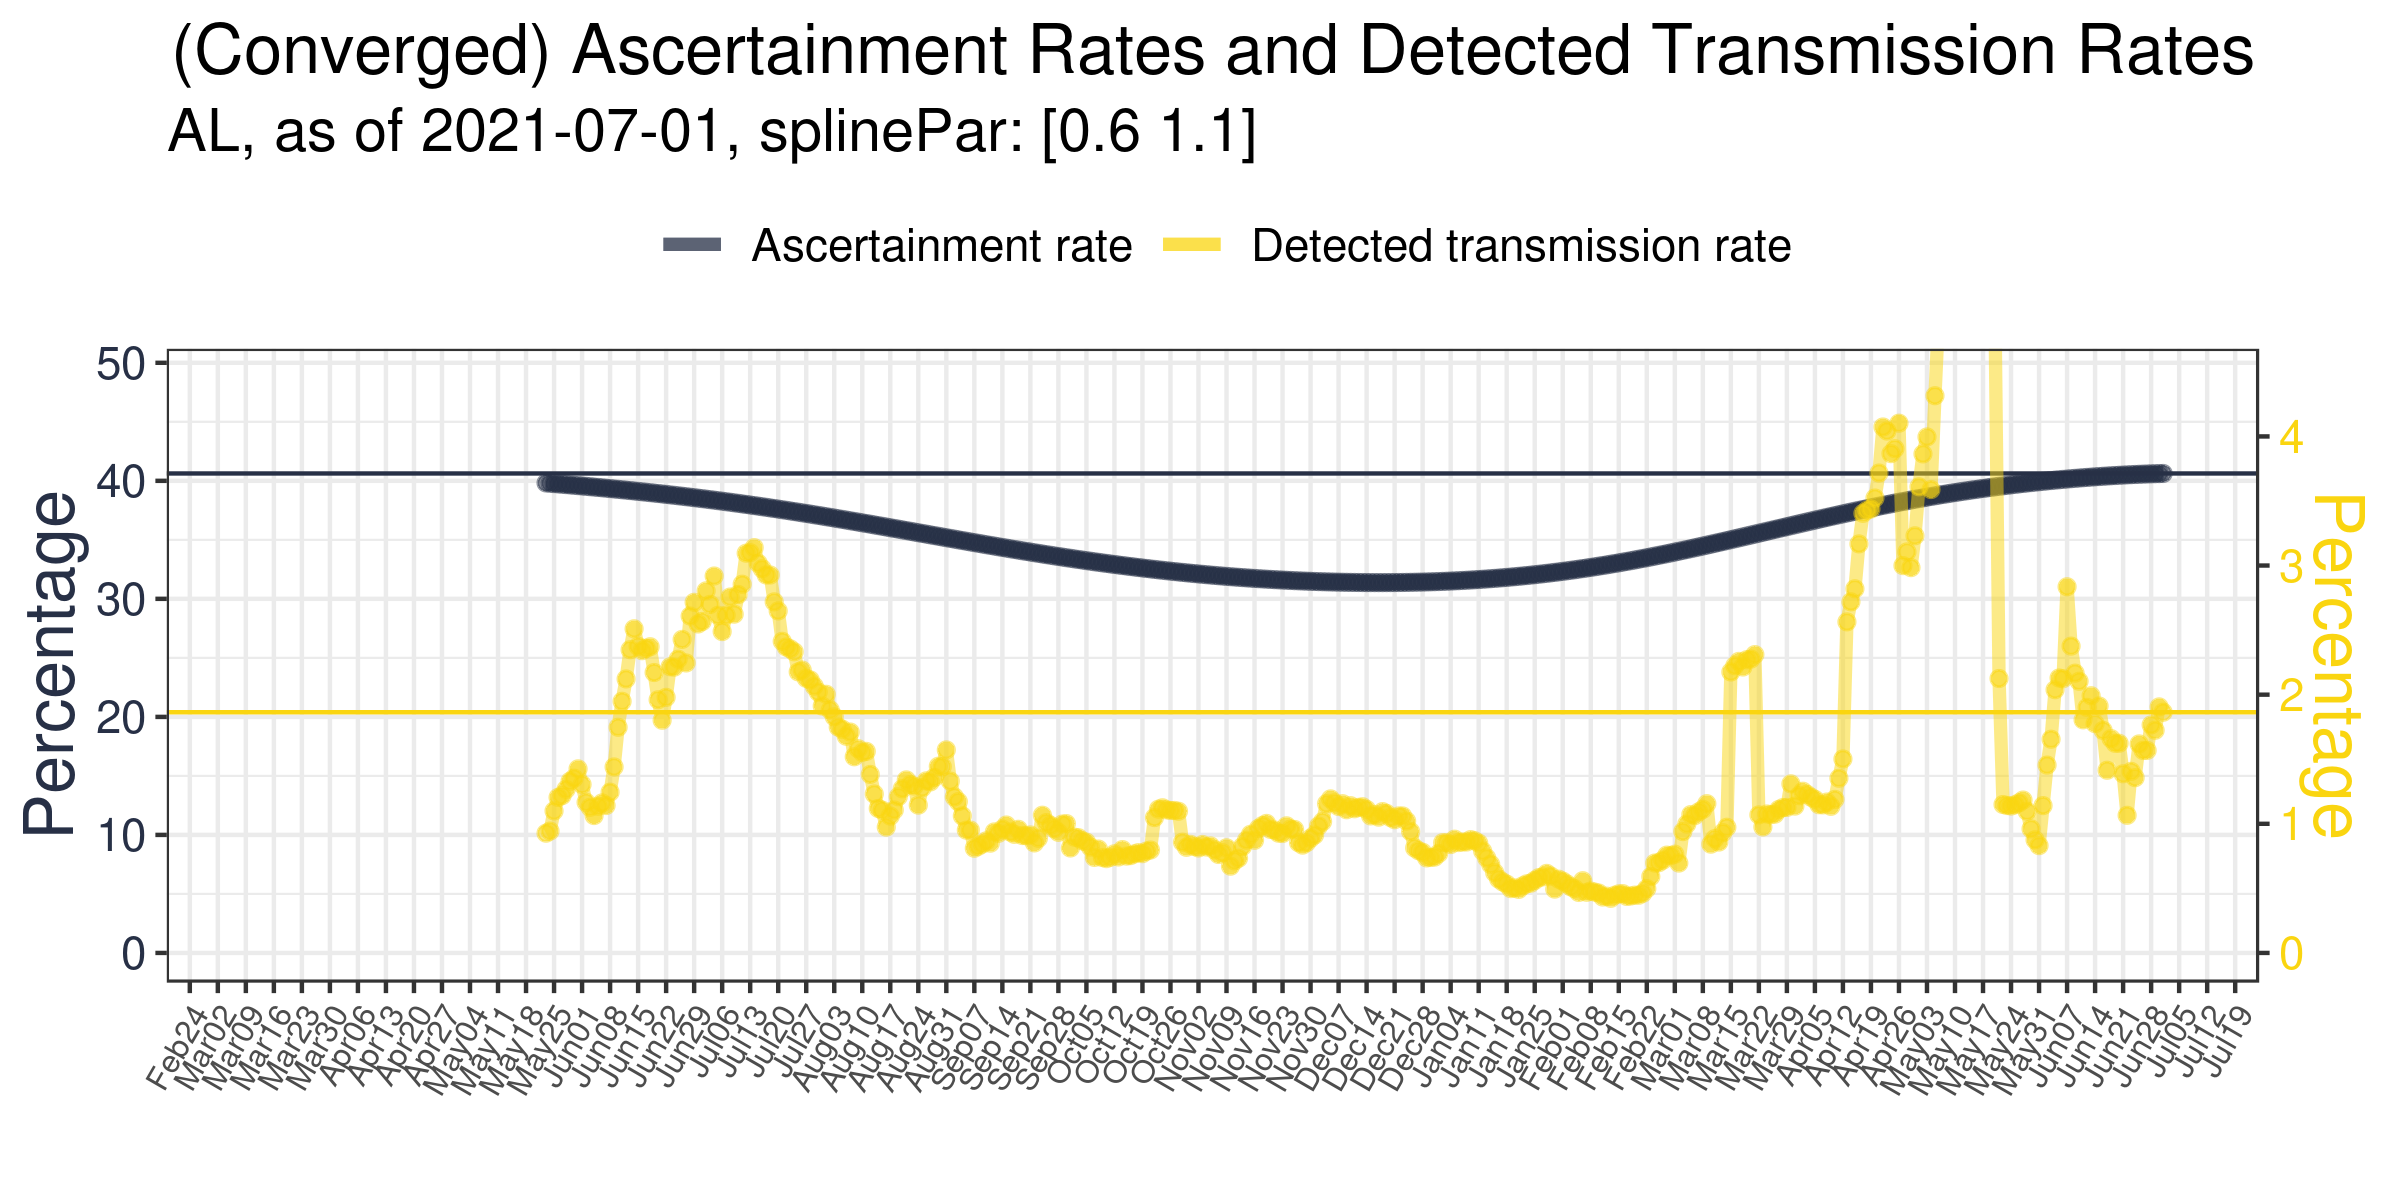 (Converged) Ascertainment Rates and Detected Transmission Rates
AL, as of 2021-07-01, splinePar: [0.6 1.1]
Ascertainment rate
Detected transmission rate
Percentage
50
40
30
20
10
0
4
3
2
1
0
Percentage
Feb24
Mar02
Mar09
Mar16
Mar23
Mar30
Apr06
Apr13
Apr20
Apr27
May04
May11
May18
May25
Jun01
Jun08
Jun15
Jun22
Jun29
Jul06
Jul13
Jul20
Jul27
Aug03
Aug10
Aug17
Aug24
Aug31
Sep07
Sep14
Sep21
Sep28
Oct05
Oct12
Oct19
Oct26
Nov02
Nov09
Nov16
Nov23
Nov30
Dec07
Dec14
Dec21
Dec28
Jan04
Jan11
Jan18
Jan25
Feb01
Feb08
Feb15
Feb22
Mar01
Mar08
Mar15
Mar22
Mar29
Apr05
Apr12
Apr19
Apr26
May03
May10
May17
May24
May31
Jun07
Jun14
Jun21
Jun28
Jul05
Jul12
Jul19